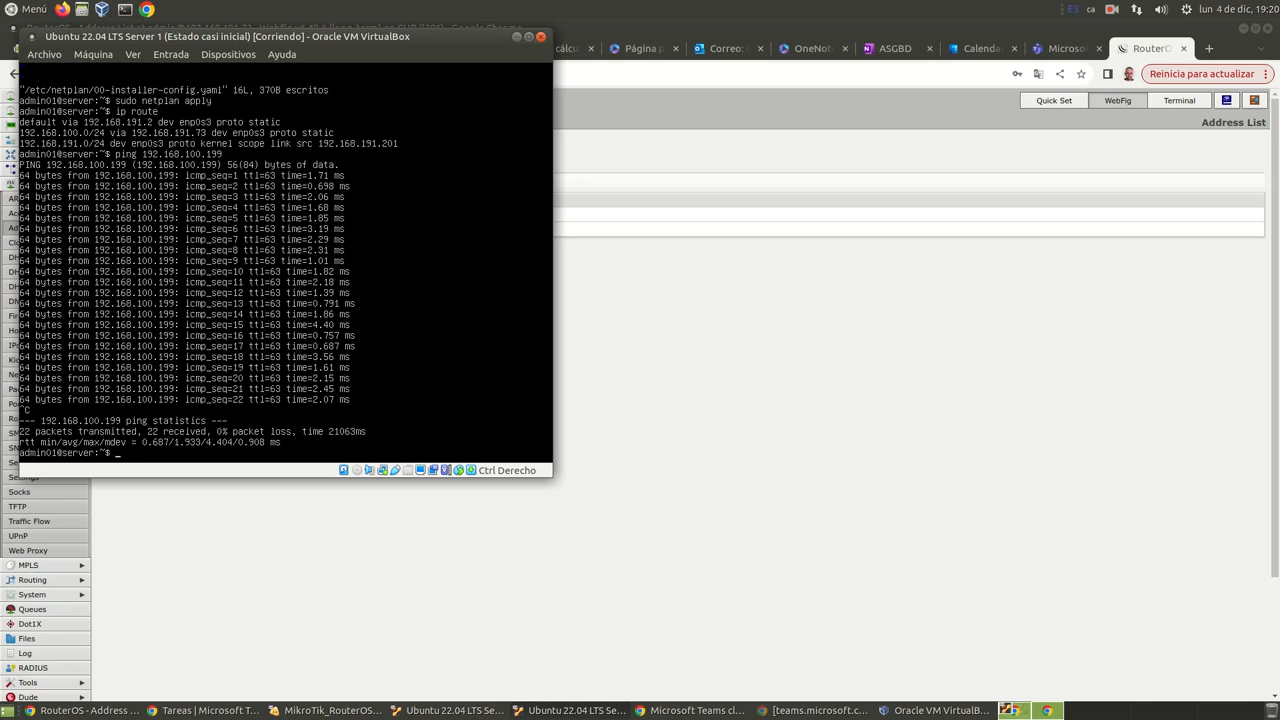 Menú
ES
ca
lun 4 de dic, 19:20
Ubuntu 22.04 LTS Server 1 (Estado casi inicial) [Corriendo] - Oracle VM VirtualBox
Archivo Máquina Ver Entrada Dispositivos Ayuda
cálcu
Página p
Correo:
OneNot
ASGBD
Calenda
Microso
RouterO
Reinicia para actualizar
Quick Set
WebFig
Terminal
Address List
"/etc/netplan/00-installer-config.yaml" 16L, 370B escritos
admin01@server:~$ sudo netplan apply
admin01@server:~$ ip route
default via 192.168.191.2 dev enp0s3 proto static
192.168.100.0/24 via 192.168.191.73 dev enp0s3 proto static
192.168.191.0/24 dev enp0s3 proto kernel scope link src 192.168.191.201
admin01@server:~$ ping 192.168.100.199
PING 192.168.100.199 (192.168.100.199) 56(84) bytes of data.
64 bytes from 192.168.100.199: icmp_seq=1 ttl=63 time=1.71 ms
64 bytes from 192.168.100.199: icmp_seq=2 ttl=63 time=0.698 ms
64 bytes from 192.168.100.199: icmp_seq=3 ttl=63 time=2.06 ms
64 bytes from 192.168.100.199: icmp_seq=4 ttl=63 time=1.68 ms
64 bytes from 192.168.100.199: icmp_seq=5 ttl=63 time=1.85 ms
64 bytes from 192.168.100.199: icmp_seq=6 ttl=63 time=3.19 ms
64 bytes from 192.168.100.199: icmp_seq=7 ttl=63 time=2.29 ms
64 bytes from 192.168.100.199: icmp_seq=8 ttl=63 time=2.31 ms
64 bytes from 192.168.100.199: icmp_seq=9 ttl=63 time=1.01 ms
64 bytes from 192.168.100.199: icmp_seq=10 ttl=63 time=1.82 ms
64 bytes from 192.168.100.199: icmp_seq=11 ttl=63 time=2.18 ms
64 bytes from 192.168.100.199: icmp_seq=12 ttl=63 time=1.39 ms
64 bytes from 192.168.100.199: icmp_seq=13 ttl=63 time=0.791 ms
64 bytes from 192.168.100.199: icmp_seq=14 ttl=63 time=1.86 ms
64 bytes from 192.168.100.199: icmp_seq=15 ttl=63 time=4.40 ms
64 bytes from 192.168.100.199: icmp_seq=16 ttl=63 time=0.757 ms
64 bytes from 192.168.100.199: icmp_seq=17 ttl=63 time=0.687 ms
64 bytes from 192.168.100.199: icmp_seq=18 ttl=63 time=3.56 ms
64 bytes from 192.168.100.199: icmp_seq=19 ttl=63 time=1.61 ms
64 bytes from 192.168.100.199: icmp_seq=20 ttl=63 time=2.15 ms
64 bytes from 192.168.100.199: icmp_seq=21 ttl=63 time=2.45 ms
64 bytes from 192.168.100.199: icmp_seq=22 ttl=63 time=2.07 ms
^C
--- 192.168.100.199 ping statistics ---
22 packets transmitted, 22 received, 0% packet loss, time 21063ms
rtt min/avg/max/mdev = 0.687/1.933/4.404/0.908 ms
admin01@server:~$ _
Ctrl Derecho
Settings
Socks
TFTP
Traffic Flow
UPnP
Web Proxy
MPLS
Routing
System
Queues
Dot1X
Files
Log
RADIUS
Tools
Dude
RouterOS - Address ...
Tareas | Microsoft T...
MikroTik_RouterOS...
Ubuntu 22.04 LTS Se...
Ubuntu 22.04 LTS Se...
Microsoft Teams cl...
[teams.microsoft.c...
Oracle VM VirtualB...